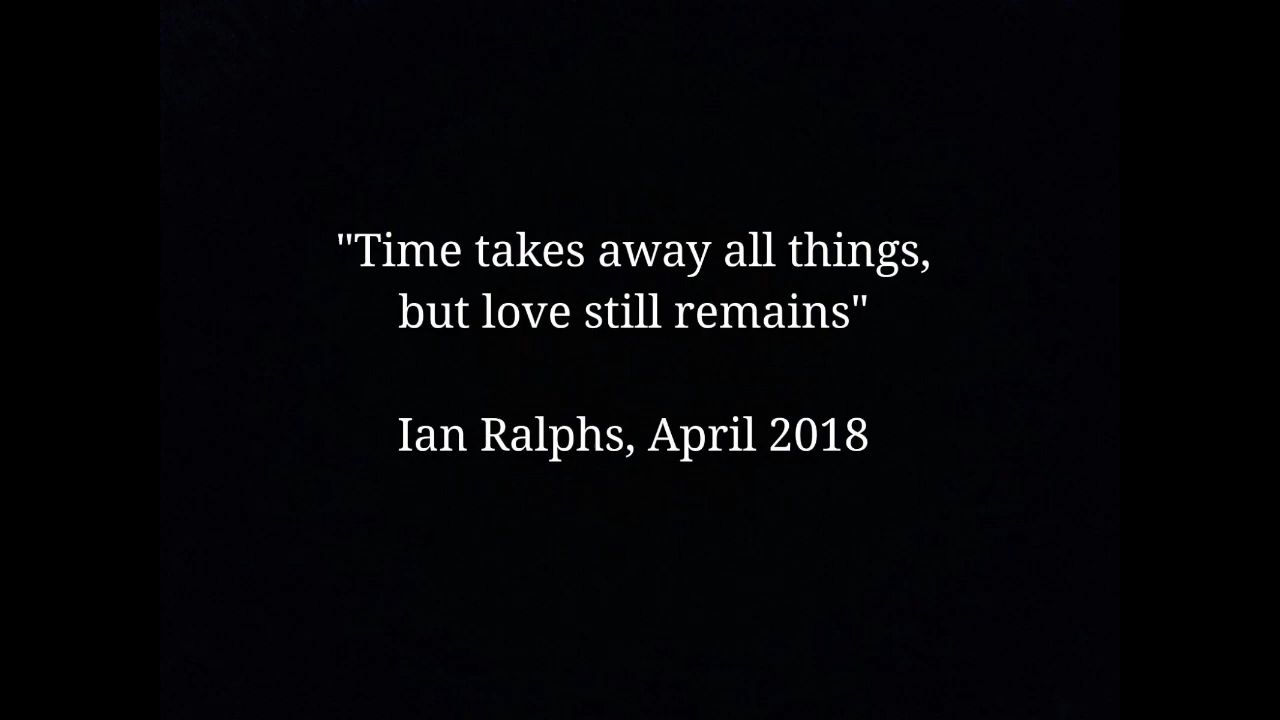 "Time takes away all things,
but love still remains"
Ian Ralphs, April 2018